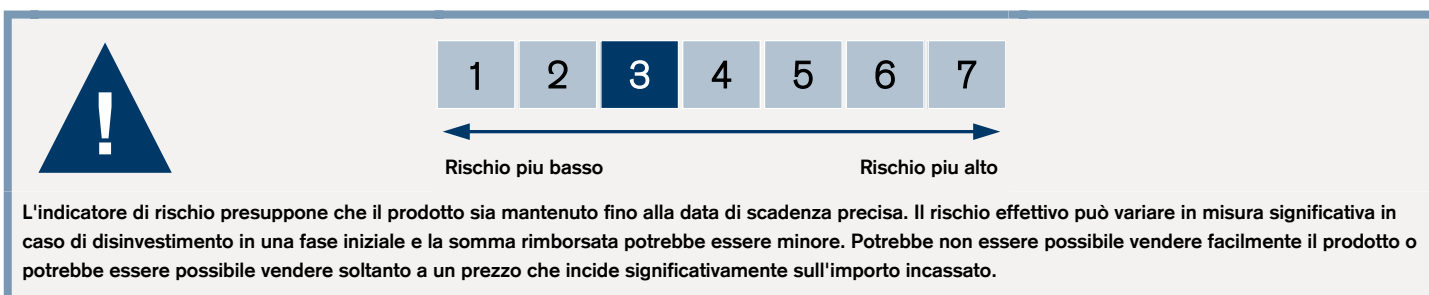 !
1 2 3 4 5 6 7
Rischio piu basso Rischio piu alto
L'indicatore di rischio presuppone che il prodotto sia mantenuto fino alla data di scadenza precisa. Il rischio effettivo può variare in misura significativa in
caso di disinvestimento in una fase iniziale e la somma rimborsata potrebbe essere minore. Potrebbe non essere possibile vendere facilmente il prodotto o
potrebbe essere possibile vendere soltanto a un prezzo che incide significativamente sull'importo incassato.